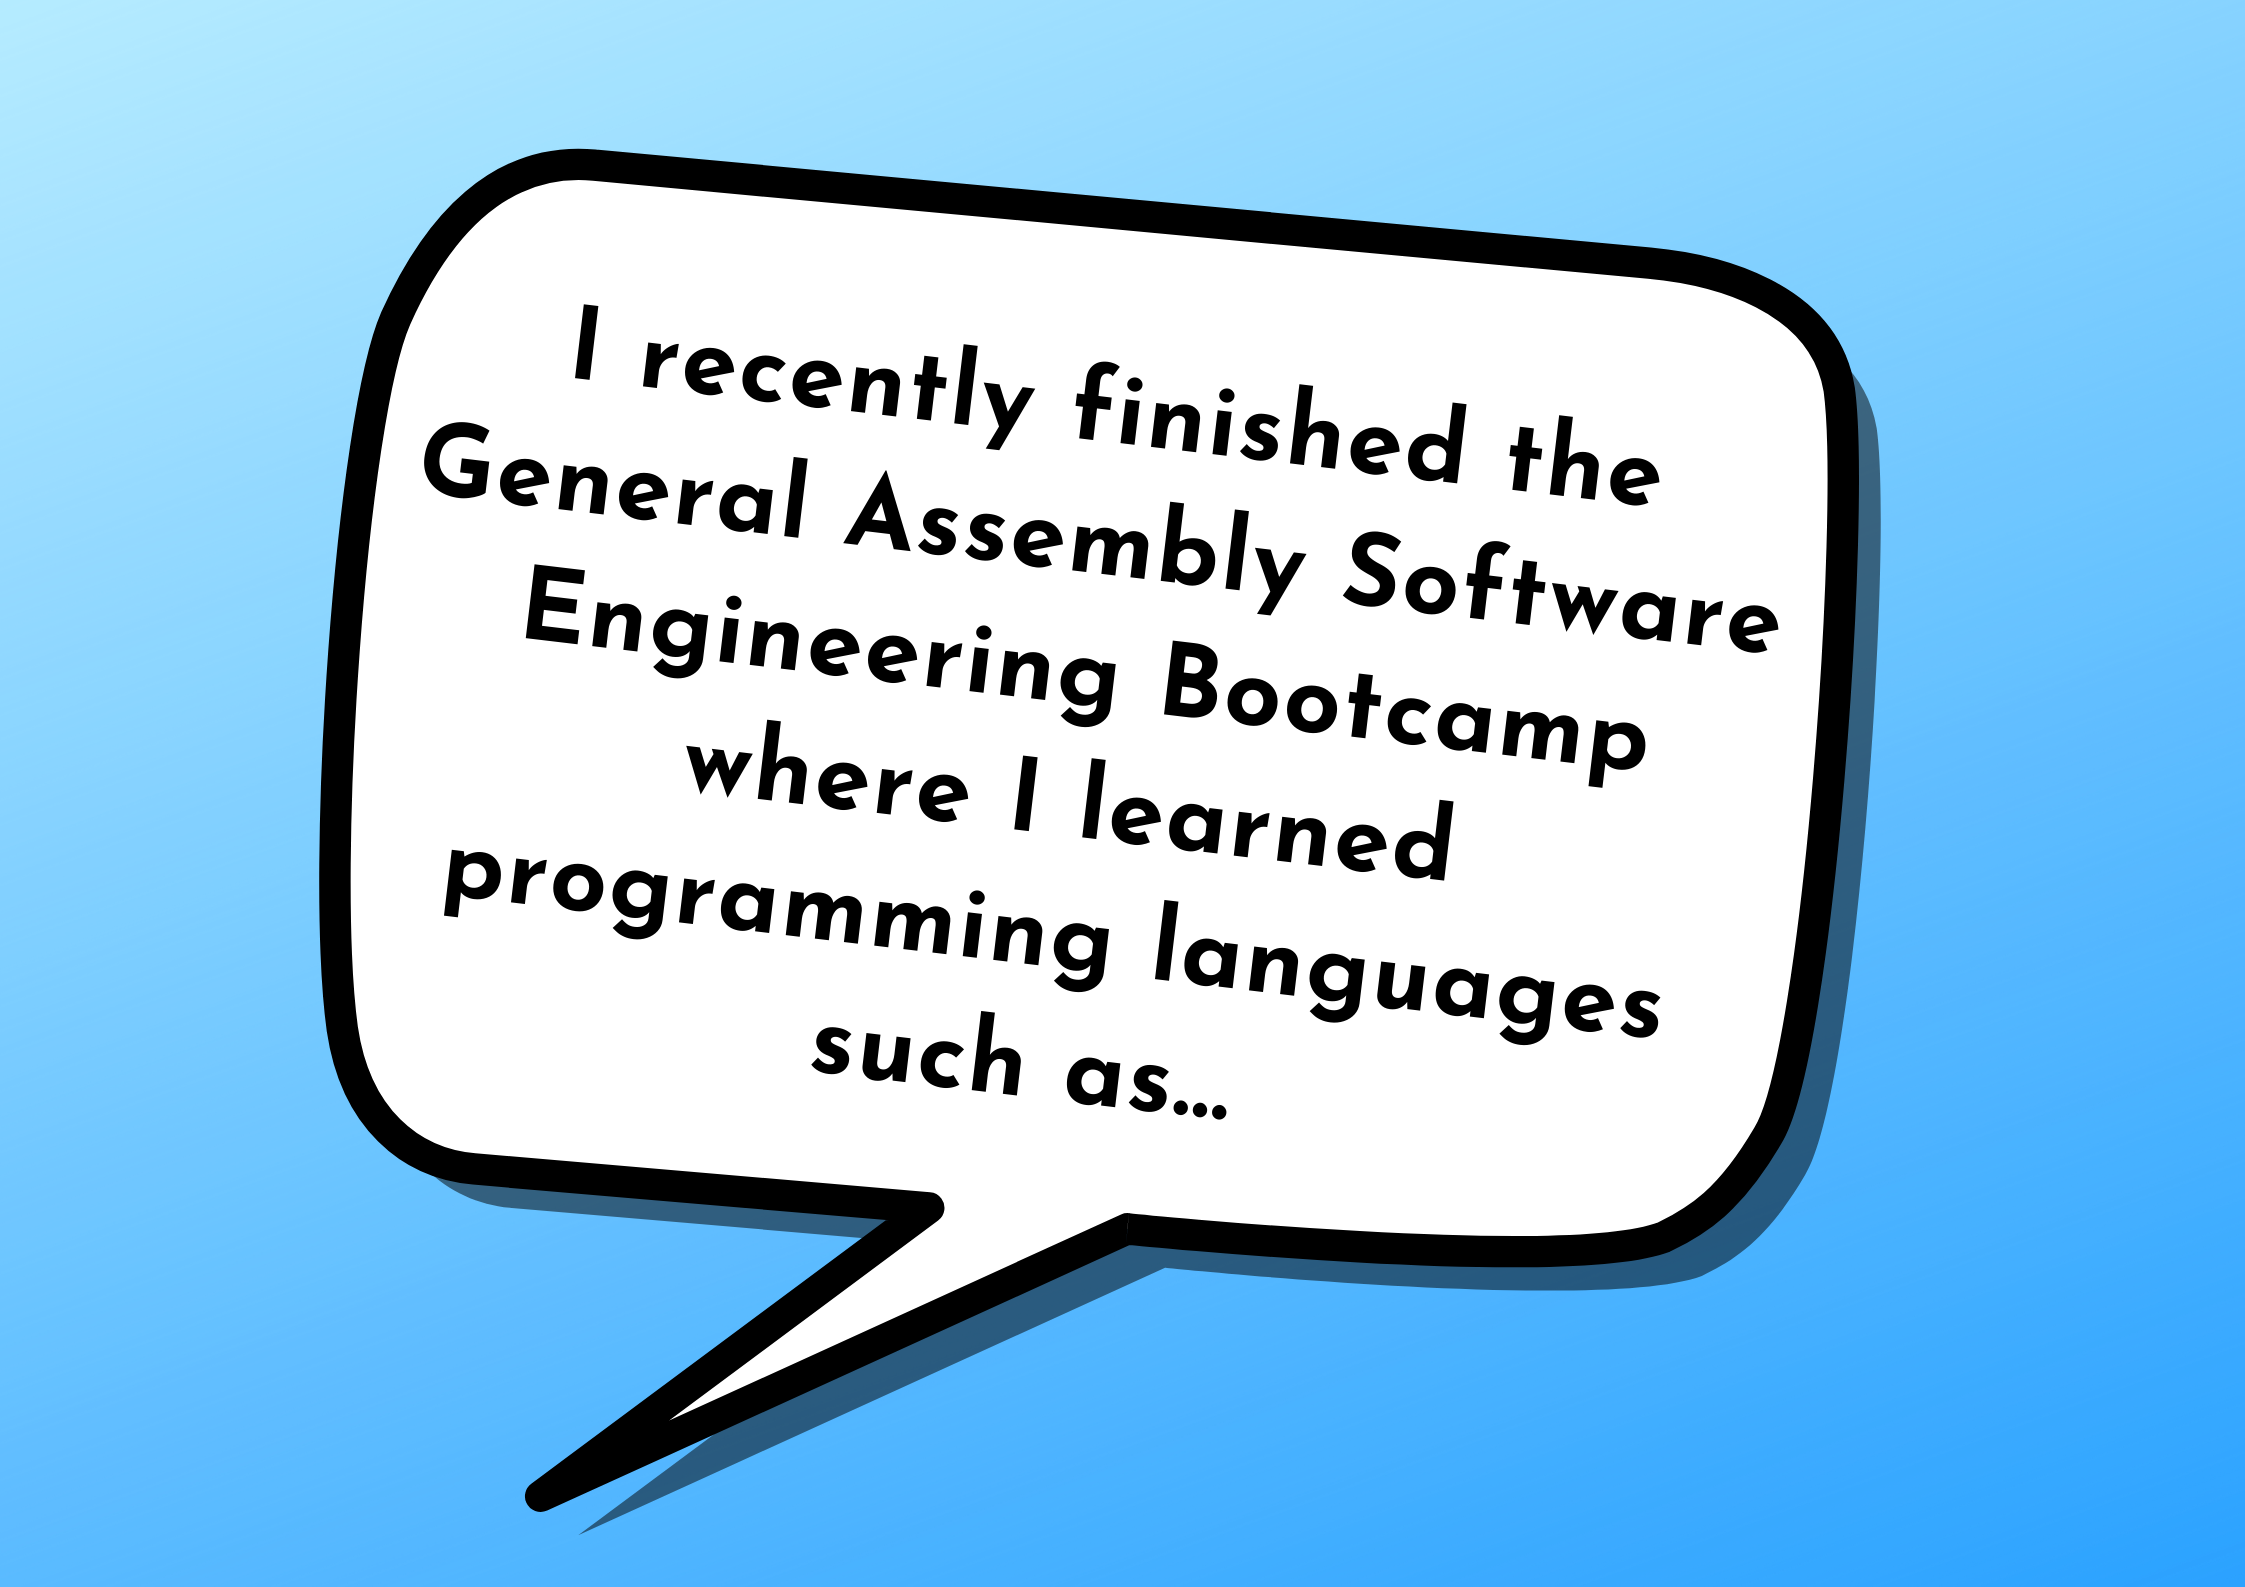 I recently finished the
General Assembly Software
Engineering Bootcamp
where I learned
programming languages
such as...